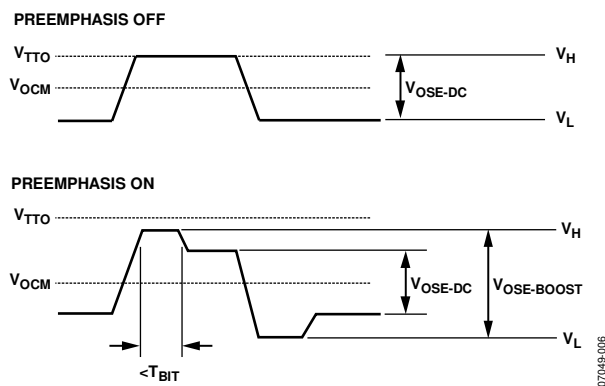 PREEMPHASIS OFF
VTTO
VH
VOCM
VOSE-DC
VL
PREEMPHASIS ON
VTTO
VH
VOCM
VOSE-DC
VOSE-BOOST
VL
<TBIT
07049-006